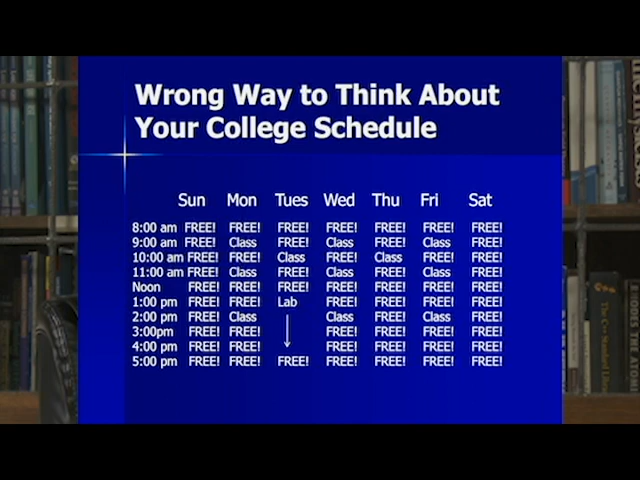 Wrong Way to Think About
Your College Schedule
Sun Mon Tues Wed Thu Fri Sat
8:00 am FREE! FREE! FREE! FREE! FREE! FREE! FREE!
9:00 am FREE! Class FREE! Class FREE! Class FREE!
10:00 am FREE! FREE! Class FREE! Class FREE! FREE!
11:00 am FREE! Class FREE! Class FREE! Class FREE!
Noon FREE! FREE! FREE! FREE! FREE! FREE! FREE!
1:00 pm FREE! FREE! Lab FREE! FREE! FREE! FREE!
2:00 pm FREE! Class Class FREE! Class FREE!
3:00pm FREE! FREE! FREE! FREE! FREE! FREE!
4:00 pm FREE! FREE! FREE! FREE! FREE! FREE!
5:00 pm FREE! FREE! FREE! FREE! FREE! FREE! FREE!
The C++ Standard